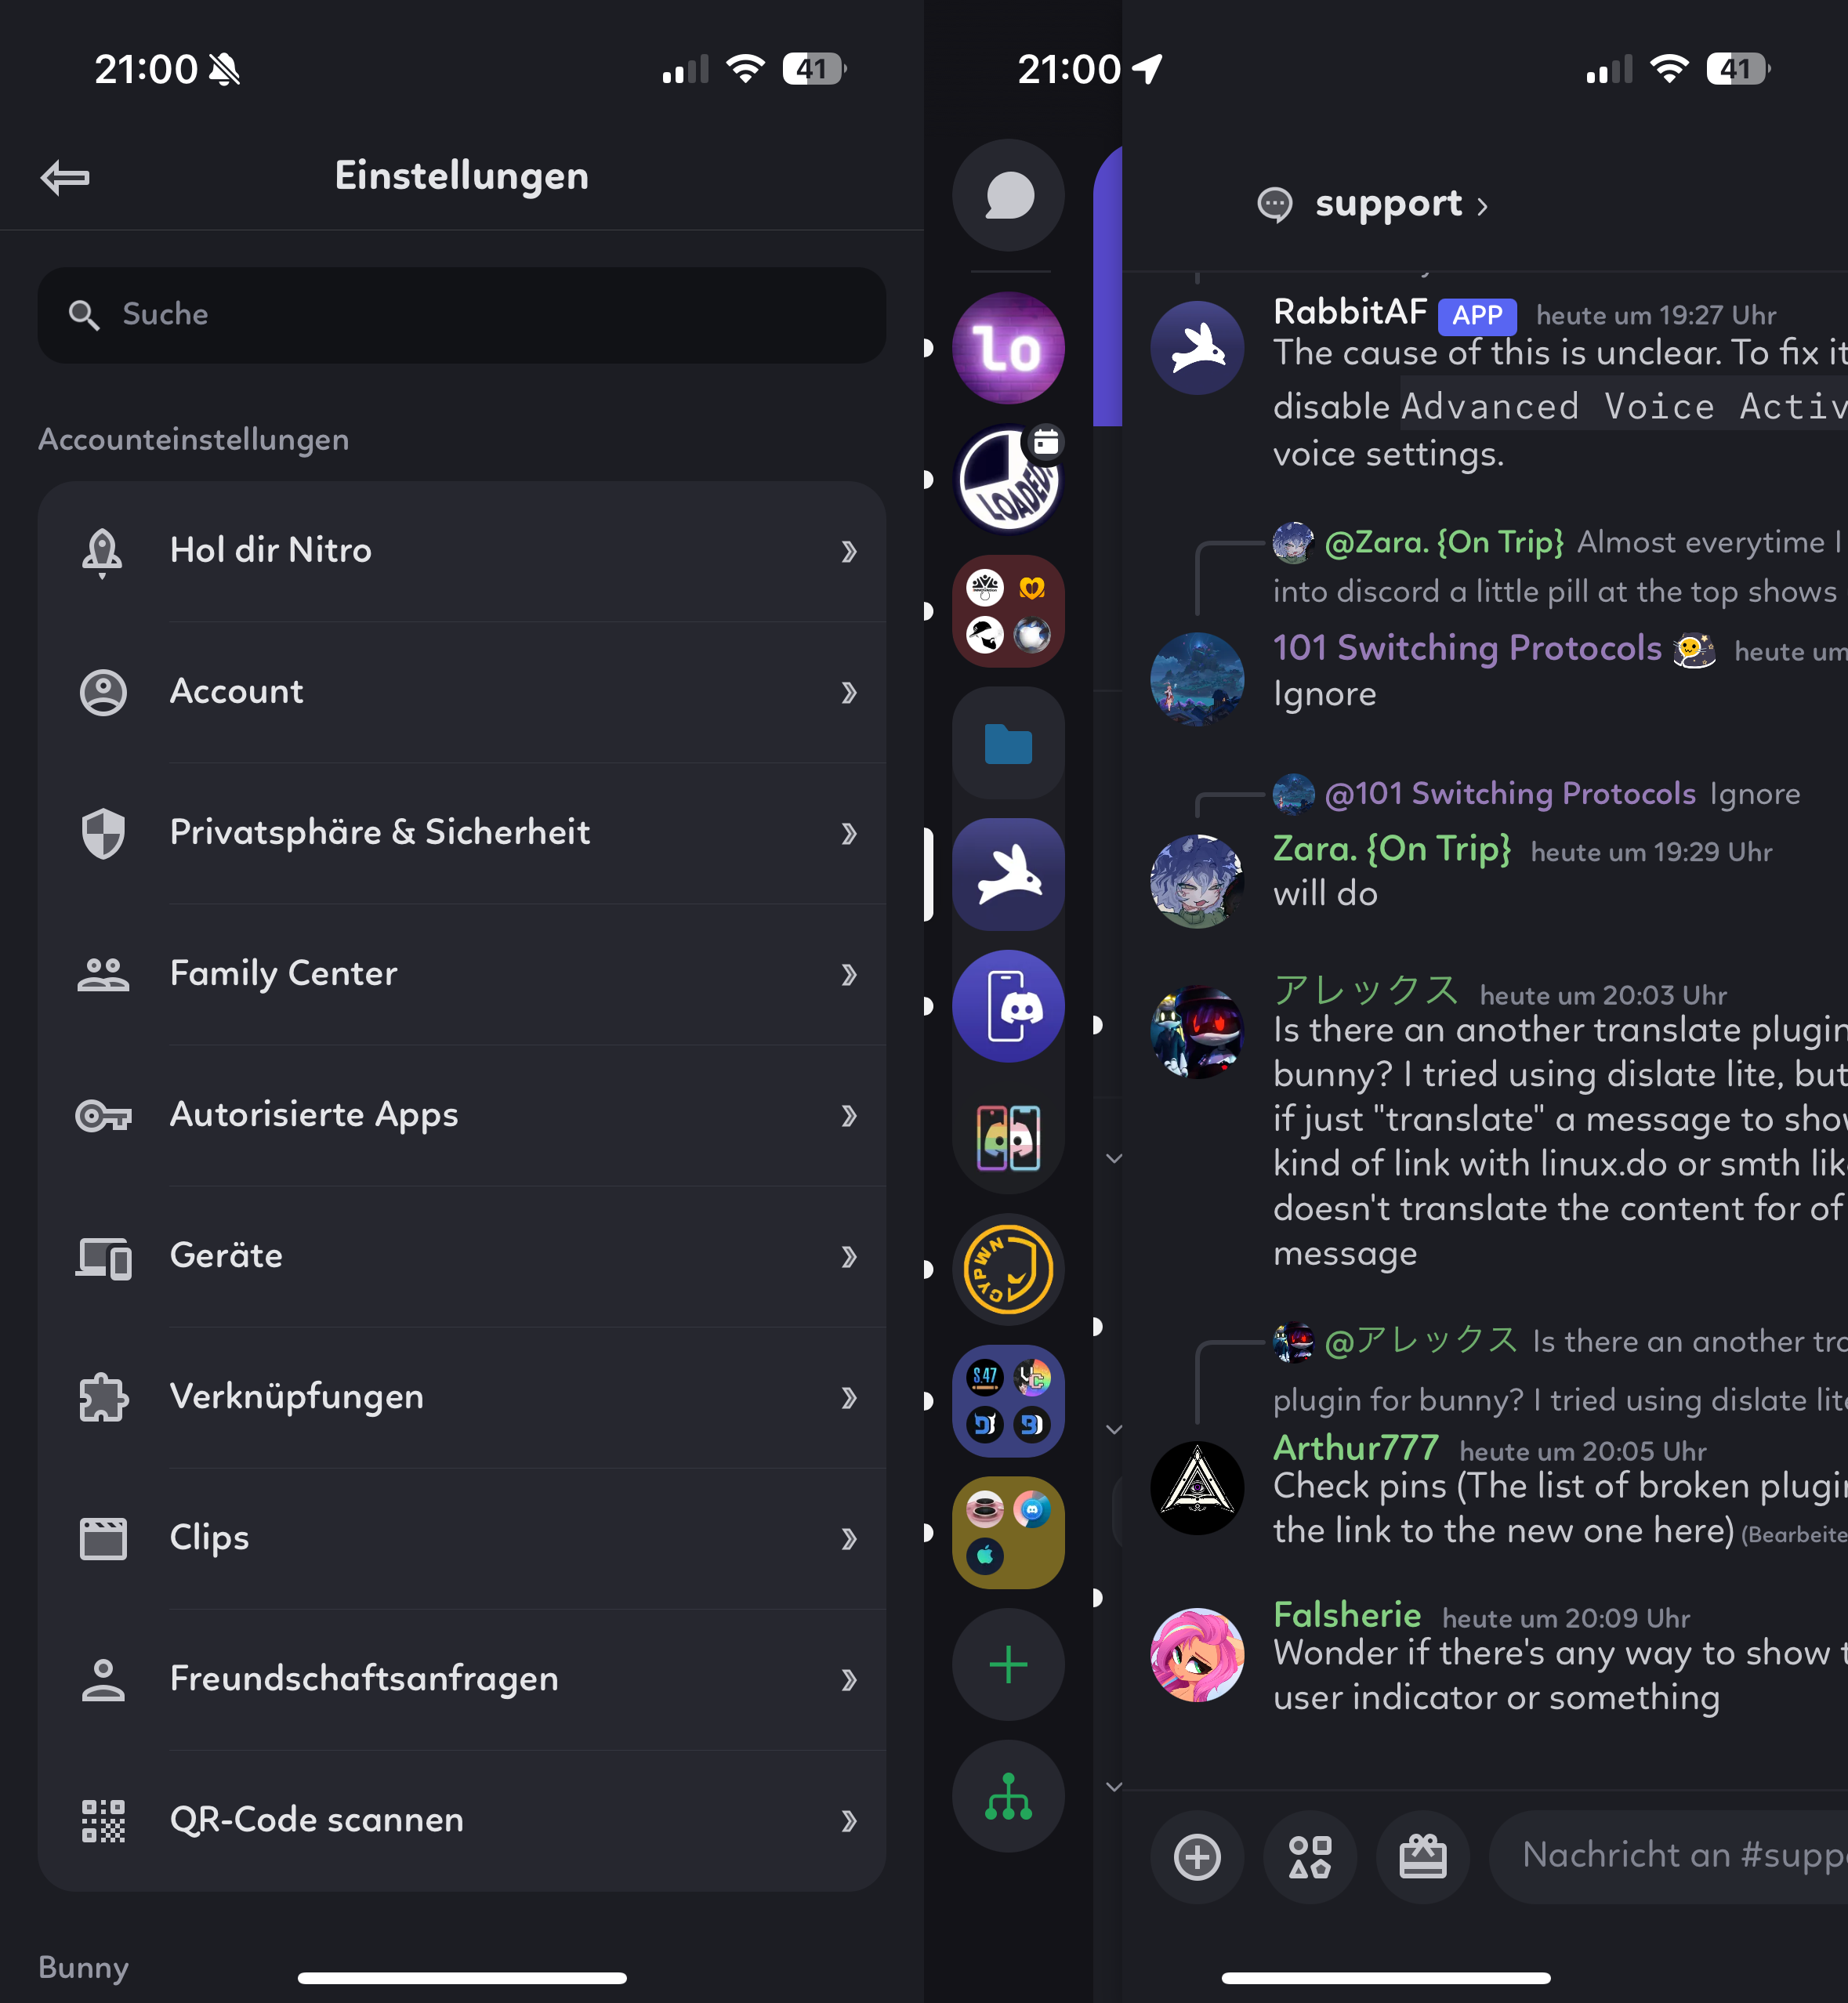 21:00
41
Einstellungen
Suche
Accounteinstellungen
Hol dir Nitro
Account
Privatsphäre & Sicherheit
Family Center
Autorisierte Apps
Geräte
Verknüpfungen
Clips
Freundschaftsanfragen
QR-Code scannen
Bunny
21:00
41
lo
LOADED
CYPWN
S.47
support
RabbitAF APP heute um 19:27 Uhr
The cause of this is unclear. To fix it
disable Advanced Voice Activ
voice settings.
@Zara. {On Trip} Almost everytime I
into discord a little pill at the top shows
101 Switching Protocols heute um
Ignore
@101 Switching Protocols Ignore
Zara. {On Trip} heute um 19:29 Uhr
will do
アレックス heute um 20:03 Uhr
Is there an another translate plugin
bunny? I tried using dislate lite, but
if just "translate" a message to show
kind of link with linux.do or smth lik
doesn't translate the content for of
message
@アレックス Is there an another tra
plugin for bunny? I tried using dislate lite
Arthur777 heute um 20:05 Uhr
Check pins (The list of broken plugin
the link to the new one here) (Bearbeite
Falsherie heute um 20:09 Uhr
Wonder if there's any way to show t
user indicator or something
Nachricht an #suppo